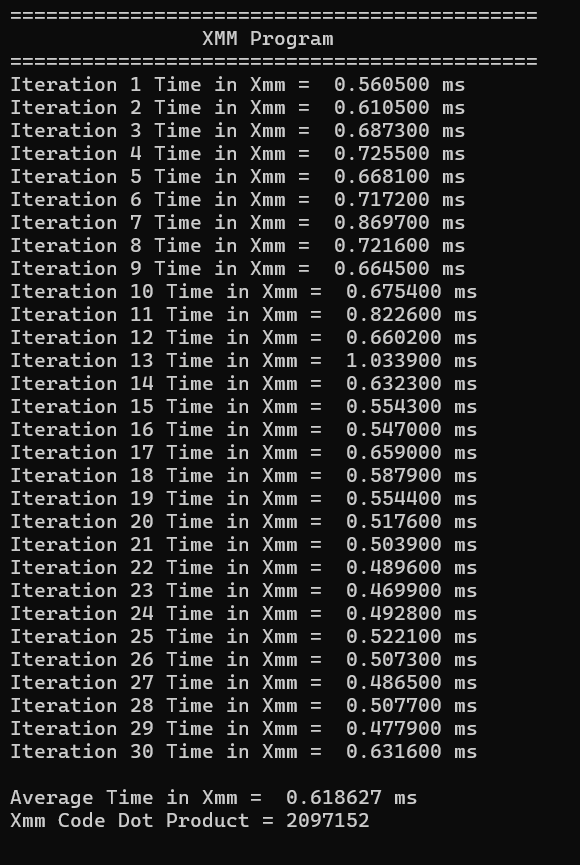 ============================================
XMM Program
============================================
Iteration 1 Time in Xmm =  0.560500 ms
Iteration 2 Time in Xmm =  0.610500 ms
Iteration 3 Time in Xmm =  0.687300 ms
Iteration 4 Time in Xmm =  0.725500 ms
Iteration 5 Time in Xmm =  0.668100 ms
Iteration 6 Time in Xmm =  0.717200 ms
Iteration 7 Time in Xmm =  0.869700 ms
Iteration 8 Time in Xmm =  0.721600 ms
Iteration 9 Time in Xmm =  0.664500 ms
Iteration 10 Time in Xmm =  0.675400 ms
Iteration 11 Time in Xmm =  0.822600 ms
Iteration 12 Time in Xmm =  0.660200 ms
Iteration 13 Time in Xmm =  1.033900 ms
Iteration 14 Time in Xmm =  0.632300 ms
Iteration 15 Time in Xmm =  0.554300 ms
Iteration 16 Time in Xmm =  0.547000 ms
Iteration 17 Time in Xmm =  0.659000 ms
Iteration 18 Time in Xmm =  0.587900 ms
Iteration 19 Time in Xmm =  0.554400 ms
Iteration 20 Time in Xmm =  0.517600 ms
Iteration 21 Time in Xmm =  0.503900 ms
Iteration 22 Time in Xmm =  0.489600 ms
Iteration 23 Time in Xmm =  0.469900 ms
Iteration 24 Time in Xmm =  0.492800 ms
Iteration 25 Time in Xmm =  0.522100 ms
Iteration 26 Time in Xmm =  0.507300 ms
Iteration 27 Time in Xmm =  0.486500 ms
Iteration 28 Time in Xmm =  0.507700 ms
Iteration 29 Time in Xmm =  0.477900 ms
Iteration 30 Time in Xmm =  0.631600 ms
Average Time in Xmm =  0.618627 ms
Xmm Code Dot Product = 2097152